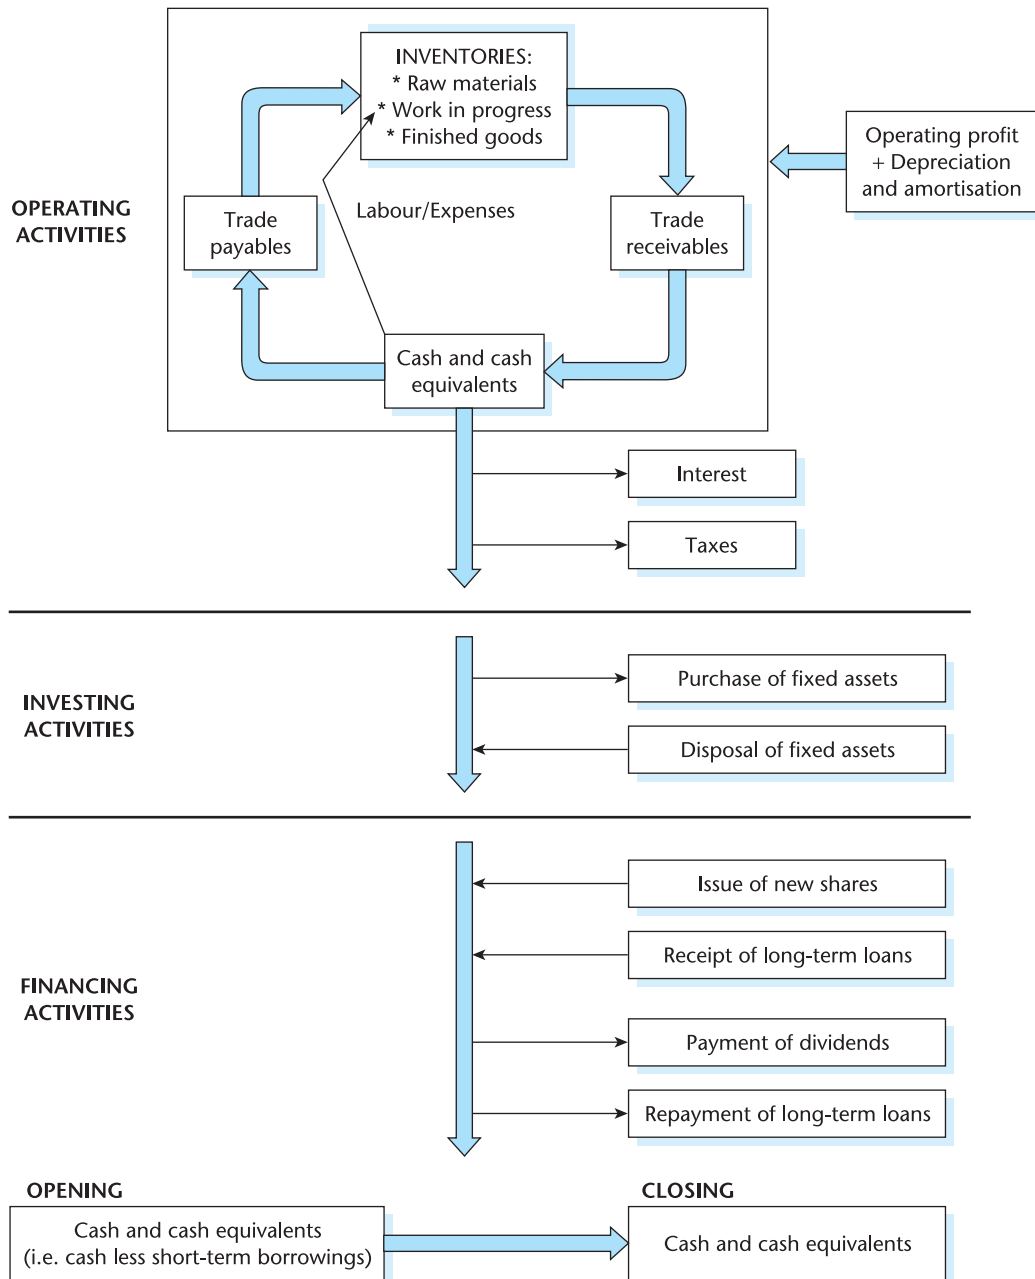 INVENTORIES:
* Raw materials
* Work in progress
* Finished goods
Operating profit
+ Depreciation
and amortisation
OPERATING
ACTIVITIES
Trade
payables
Labour/Expenses
Trade
receivables
Cash and cash
equivalents
Interest
Taxes
INVESTING
ACTIVITIES
Purchase of fixed assets
Disposal of fixed assets
FINANCING
ACTIVITIES
Issue of new shares
Receipt of long-term loans
Payment of dividends
Repayment of long-term loans
OPENING
Cash and cash equivalents
(i.e. cash less short-term borrowings)
CLOSING
Cash and cash equivalents